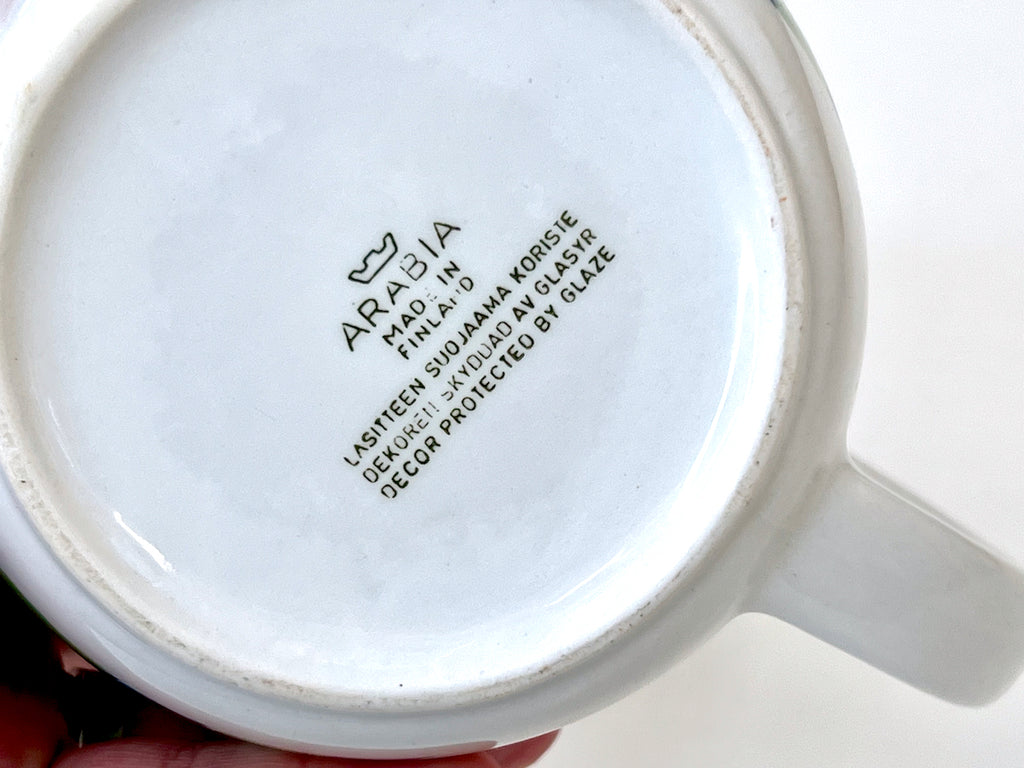 ARABIA
MADE IN
FINLAND
LASITTEEN SUOJAAMA KORISTE
DEKOREN SKYDDAD AV GLASYR
DECOR PROTECTED BY GLAZE